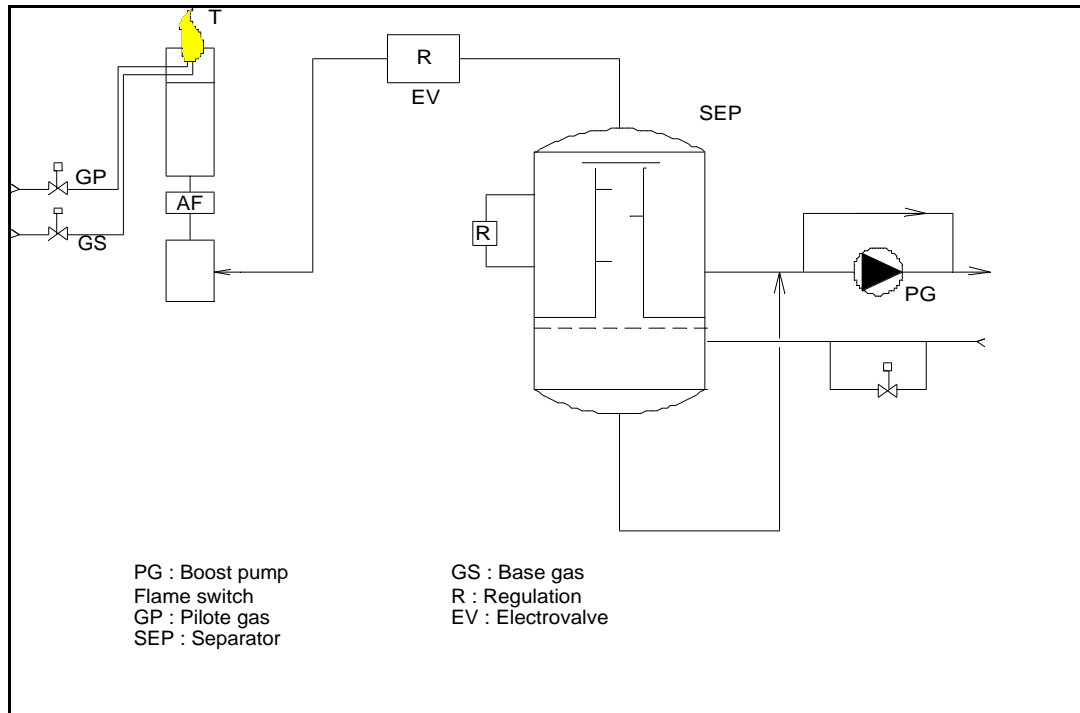 T
R
EV
SEP
GP
AF
GS
R
PG
PG : Boost pump
Flame switch
GP : Pilote gas
SEP : Separator
GS : Base gas
R : Regulation
EV : Electrovalve